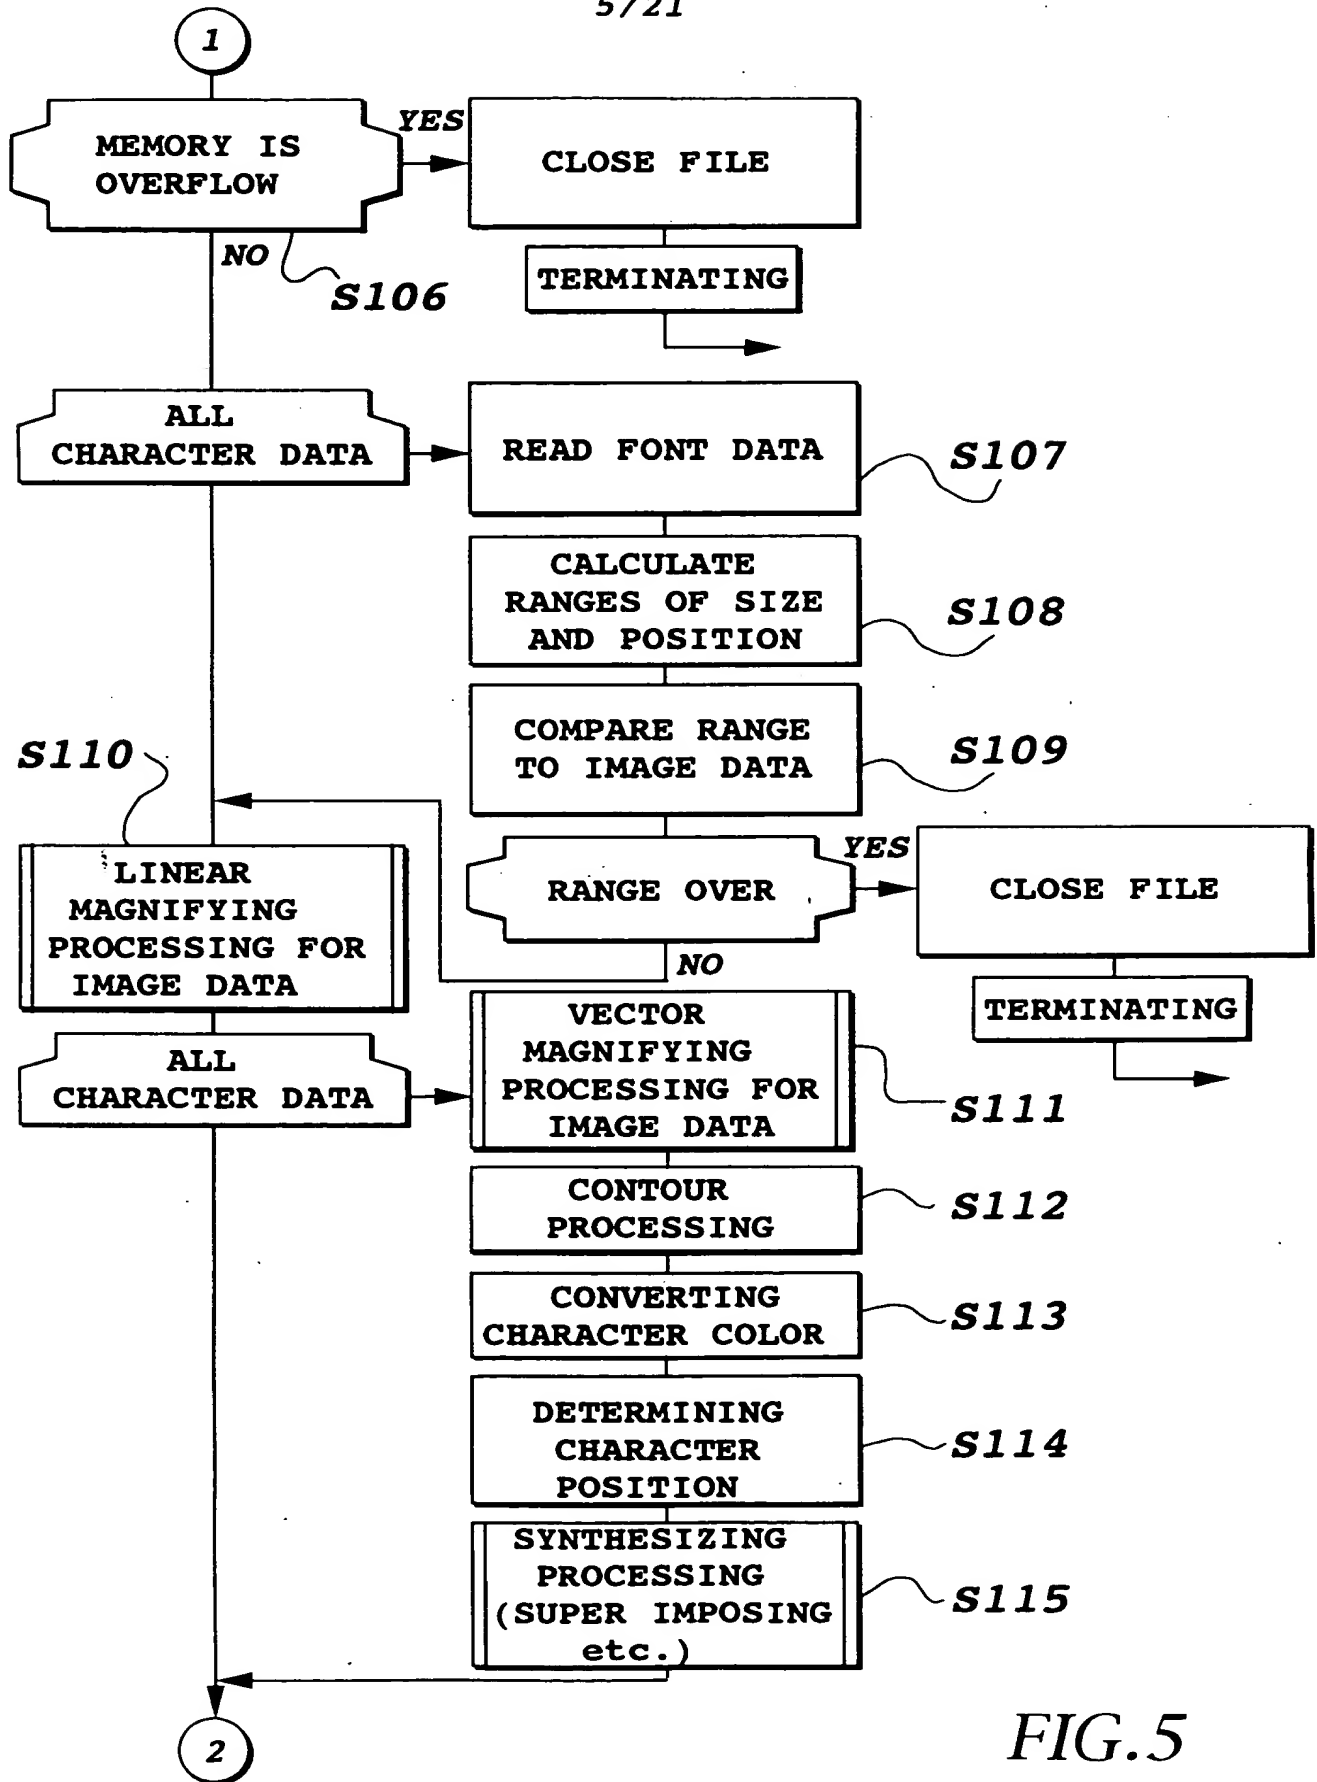 5/21
1
MEMORY IS
OVERFLOW
YES
CLOSE FILE
NO
S106
TERMINATING
ALL
CHARACTER DATA
READ FONT DATA
S107
CALCULATE
RANGES OF SIZE
AND POSITION
S108
COMPARE RANGE
TO IMAGE DATA
S109
S110
LINEAR
MAGNIFYING
PROCESSING FOR
IMAGE DATA
RANGE OVER
YES
CLOSE FILE
NO
TERMINATING
ALL
CHARACTER DATA
VECTOR
MAGNIFYING
PROCESSING FOR
IMAGE DATA
S111
CONTOUR
PROCESSING
S112
CONVERTING
CHARACTER COLOR
S113
DETERMINING
CHARACTER
POSITION
S114
SYNTHESIZING
PROCESSING
(SUPER IMPOSING
etc.)
S115
2
FIG.5